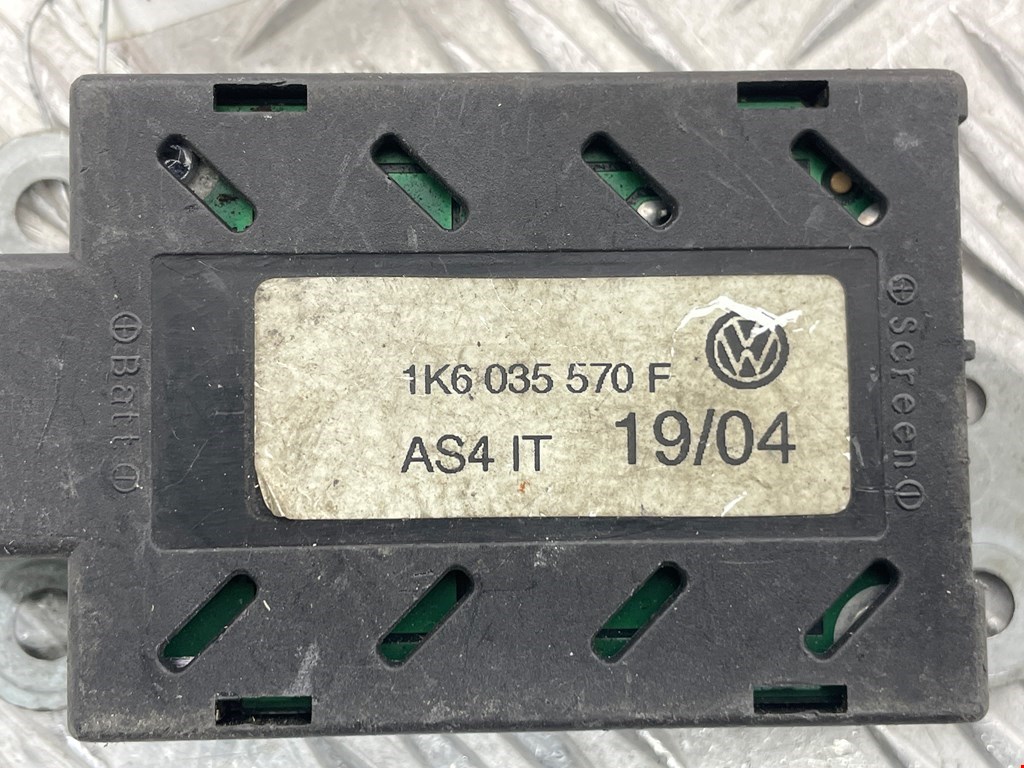 1K6 035 570 F
AS4 IT 19/04
Batt
Screen